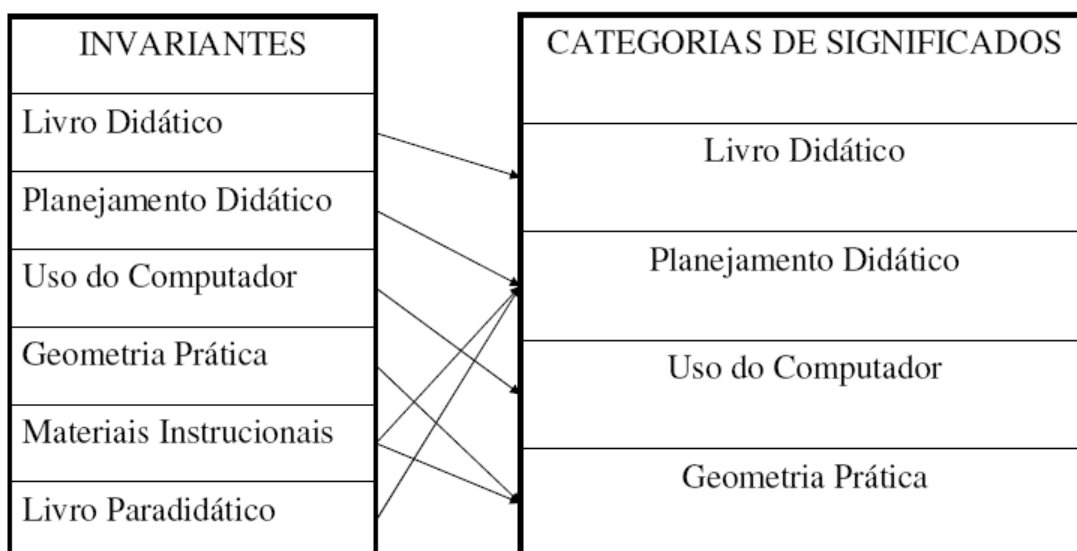 INVARIANTES
Livro Didático
Planejamento Didático
Uso do Computador
Geometria Prática
Materiais Instrucionais
Livro Paradidático
CATEGORIAS DE SIGNIFICADOS
Livro Didático
Planejamento Didático
Uso do Computador
Geometria Prática